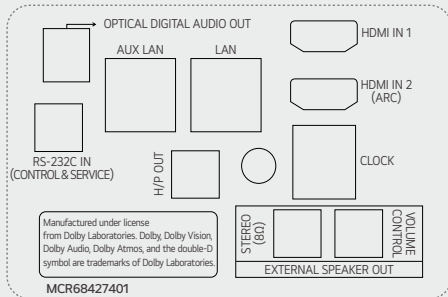 OPTICAL DIGITAL AUDIO OUT
AUX LAN
LAN
HDMI IN 1
HDMI IN 2
(ARC)
RS-232C IN
(CONTROL & SERVICE)
H/P OUT
CLOCK
Manufactured under license
from Dolby Laboratories. Dolby, Dolby Vision,
Dolby Audio, Dolby Atmos, and the double-D
symbol are trademarks of Dolby Laboratories.
STEREO
(8Ω)
VOLUME
CONTROL
EXTERNAL SPEAKER OUT
MCR68427401